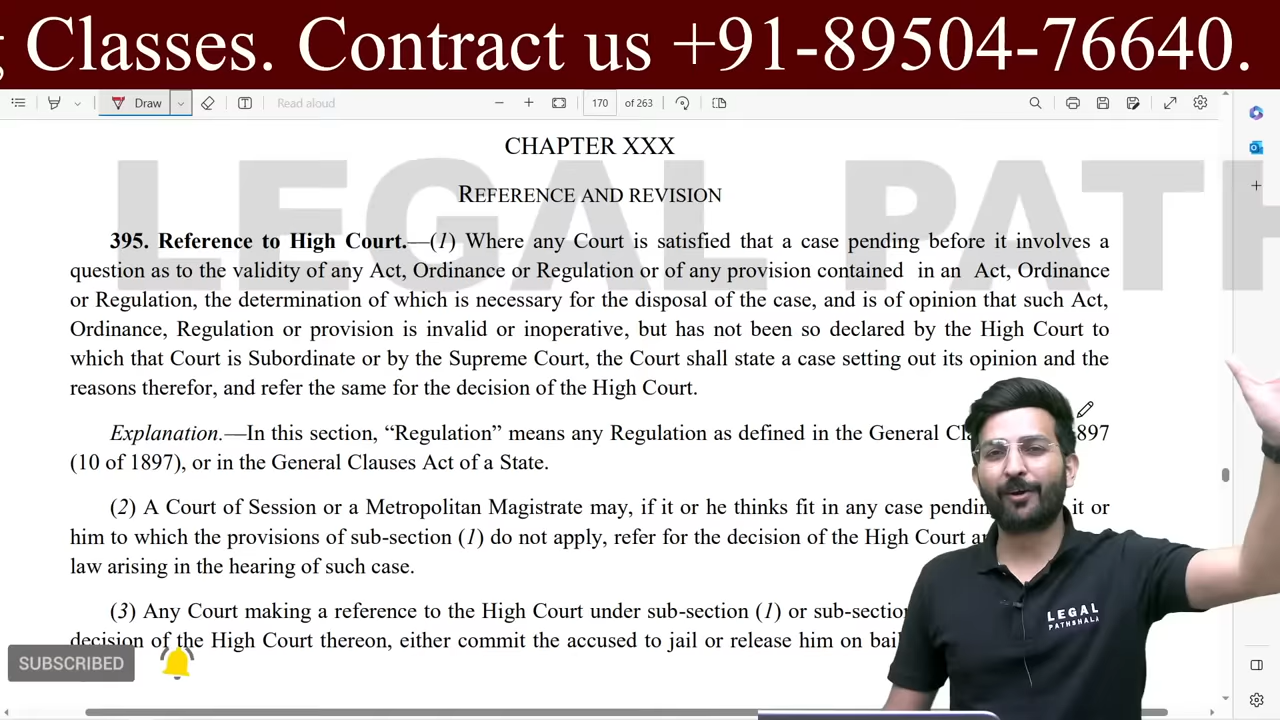 Classes. Contract us +91-89504-76640.
Draw
Read aloud
170 of 263
LEGAL PATH
CHAPTER XXX
REFERENCE AND REVISION
395. Reference to High Court.—(1) Where any Court is satisfied that a case pending before it involves a
question as to the validity of any Act, Ordinance or Regulation or of any provision contained in an Act, Ordinance
or Regulation, the determination of which is necessary for the disposal of the case, and is of opinion that such Act,
Ordinance, Regulation or provision is invalid or inoperative, but has not been so declared by the High Court to
which that Court is Subordinate or by the Supreme Court, the Court shall state a case setting out its opinion and the
reasons therefor, and refer the same for the decision of the High Court.
Explanation.—In this section, “Regulation” means any Regulation as defined in the General 897
(10 of 1897), or in the General Clauses Act of a State.
(2) A Court of Session or a Metropolitan Magistrate may, if it or he thinks fit in any case it or
him to which the provisions of sub-section (1) do not apply, refer for the decision of the High Court
law arising in the hearing of such case.
(3) Any Court making a reference to the High Court under sub-section (1) or
decision of the High Court thereon, either commit the accused to jail or release him on
LEGAL
PATHSHALA
SUBSCRIBED